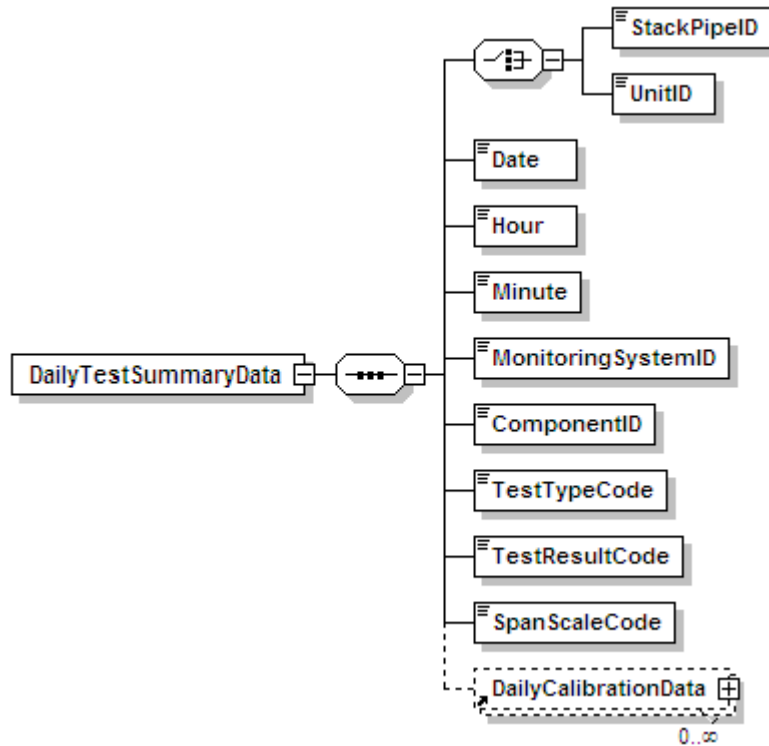 StackPipeID
UnitID
Date
Hour
Minute
DailyTestSummaryData
MonitoringSystemID
ComponentID
TestTypeCode
TestResultCode
SpanScaleCode
DailyCalibrationData
0..∞